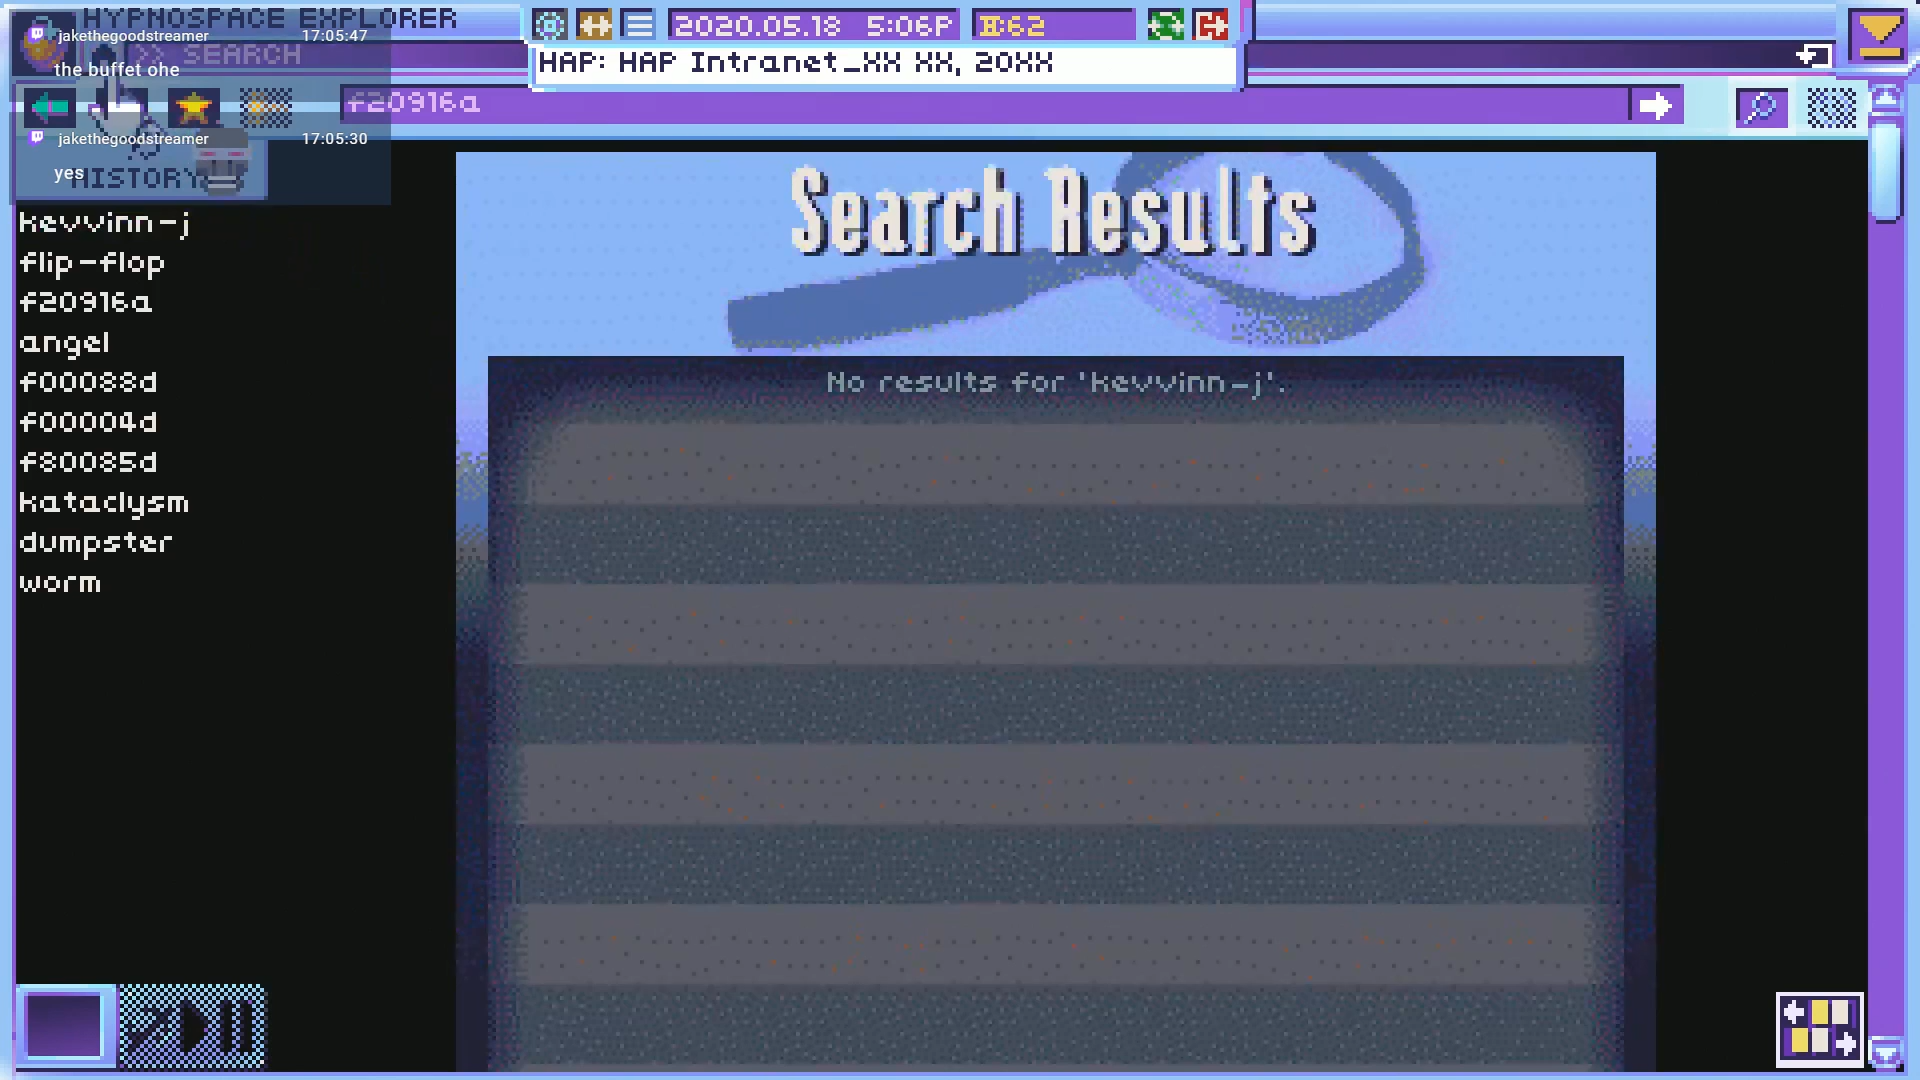 HYPNOSPACE EXPLORER
2020.05.18 5:06P
62
jakethegoodstreamer 17:05:47
>> SEARCH
HAP: HAP Intranet_XX XX, 20XX
the buffet ohe
f20916a
jakethegoodstreamer 17:05:30
yes
HISTORY
Search Results
kevvinn-j
flip-flop
f20916a
angel
f00088d
f00004d
f80085d
kataclysm
dumpster
worm
No results for 'kevvinn-j'.